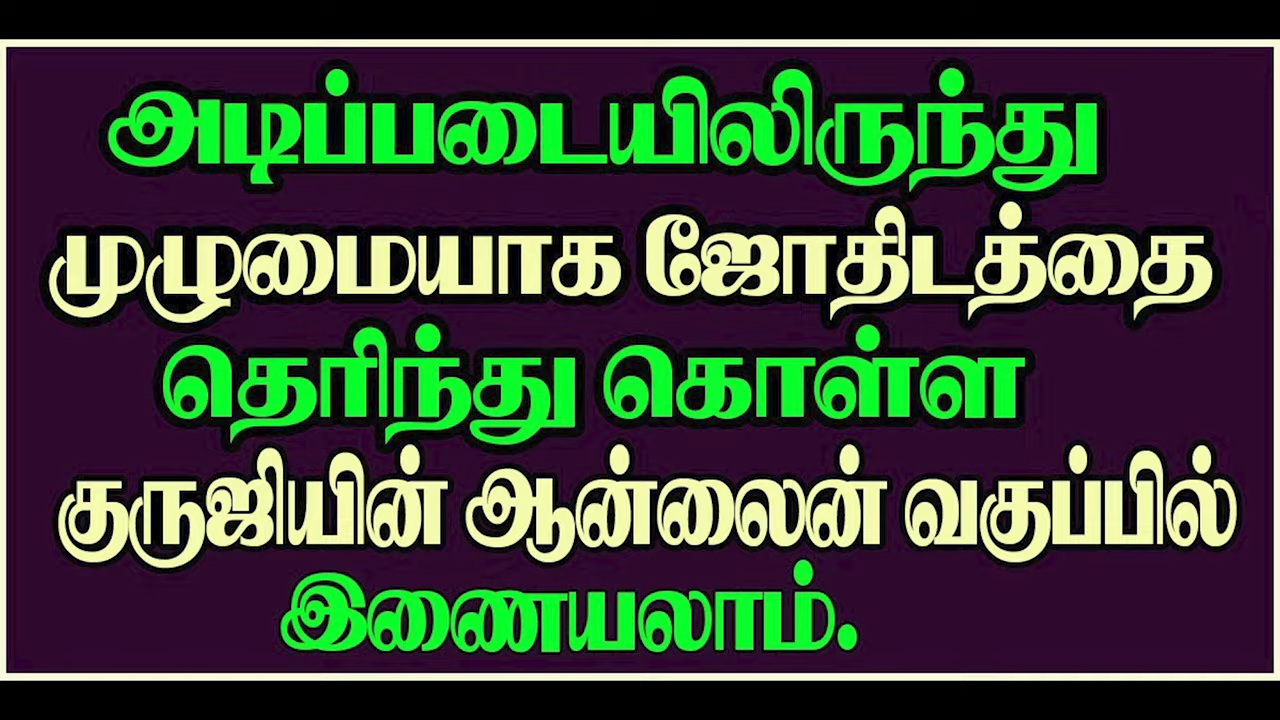 அடிப்படையிலிருந்து
முழுமையாக ஜோதிடத்தை
தெரிந்து கொள்ள
குருஜியின் ஆன்லைன் வகுப்பில்
இணையலாம்.